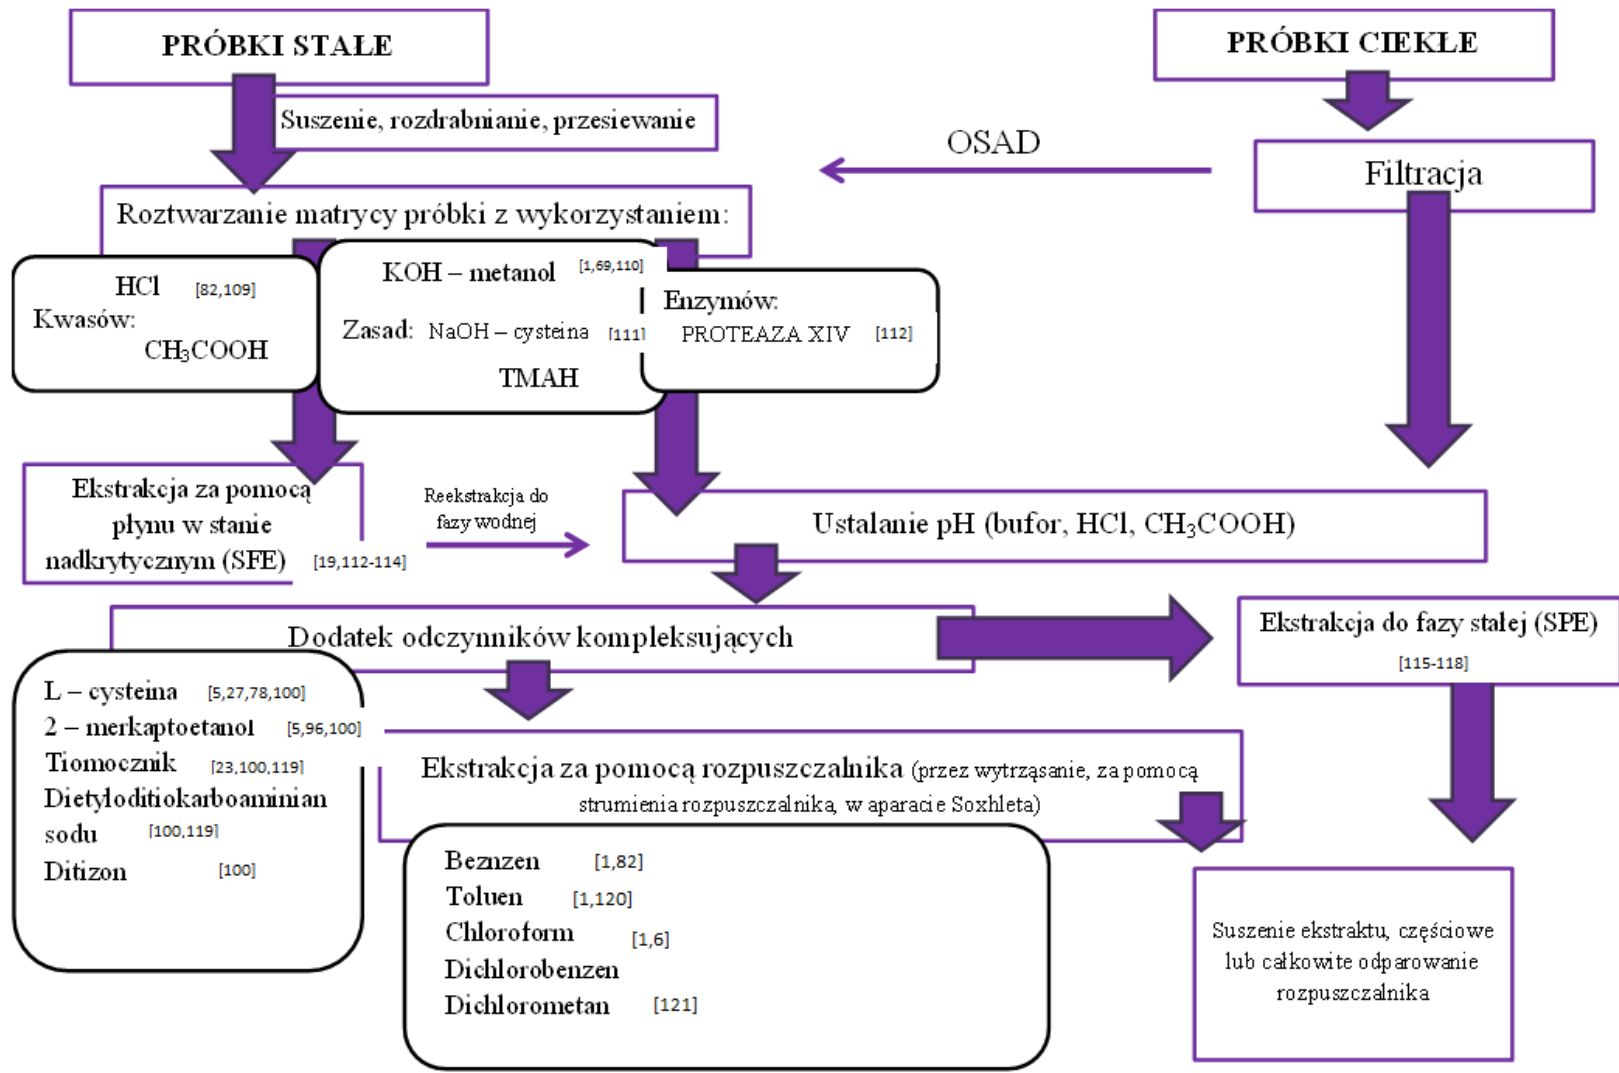 PRÓBKI STAŁE
PRÓBKI CIEKŁE
Suszenie, rozdrabnianie, przesiewanie
OSAD
Filtracja
Roztwarzanie matrycy próbki z wykorzystaniem:
HCl [82,109]
Kwasów:
CH₃COOH
KOH – metanol [1,69,110]
Zasad: NaOH – cysteina [111]
TMAH
Enzymów:
PROTEAZA XIV [112]
Ekstrakcja za pomocą
płynu w stanie
nadkrytycznym (SFE) [19,112-114]
Reekstrakcja do
fazy wodnej
Ustalanie pH (bufor, HCl, CH₃COOH)
Dodatek odczynników kompleksujących
Ekstrakcja do fazy stałej (SPE)
[115-118]
L – cysteina [5,27,78,100]
2 – merkaptoetanol [5,96,100]
Tiomocznik [23,100,119]
Dietyloditiokarboaminian
sodu [100,119]
Ditizon [100]
Ekstrakcja za pomocą rozpuszczalnika (przez wytrząsanie, za pomocą
strumienia rozpuszczalnika, w aparacie Soxhleta)
Beznzen [1,82]
Toluen [1,120]
Chloroform [1,6]
Dichlorobenzen
Dichlorometan [121]
Suszenie ekstraktu, częściowe
lub całkowite odparowanie
rozpuszczalnika